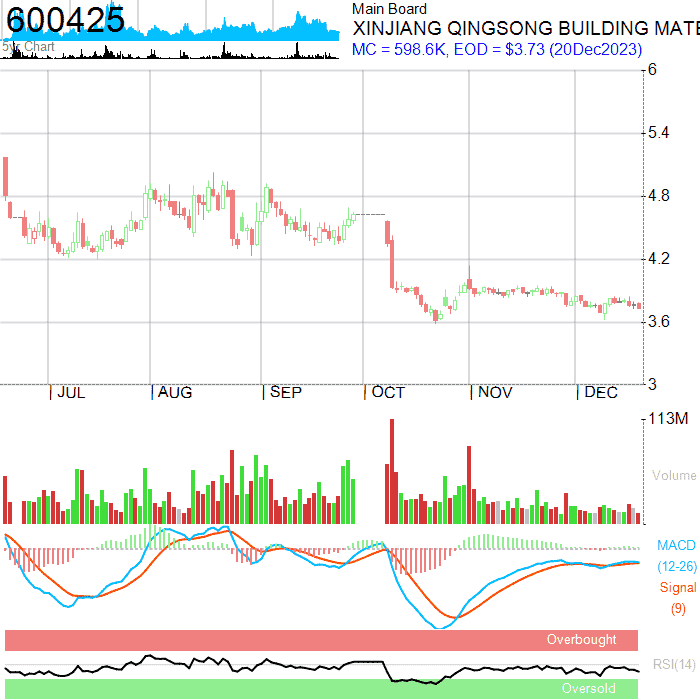 600425
5yr Chart
Main Board
XINJIANG QINGSONG BUILDING MATE
MC = 598.6K, EOD = $3.73 (20Dec2023)
6
5.4
4.8
4.2
3.6
3
JUL
AUG
SEP
OCT
NOV
DEC
113M
Volume
MACD
(12-26)
Signal
(9)
Overbought
RSI(14)
Oversold